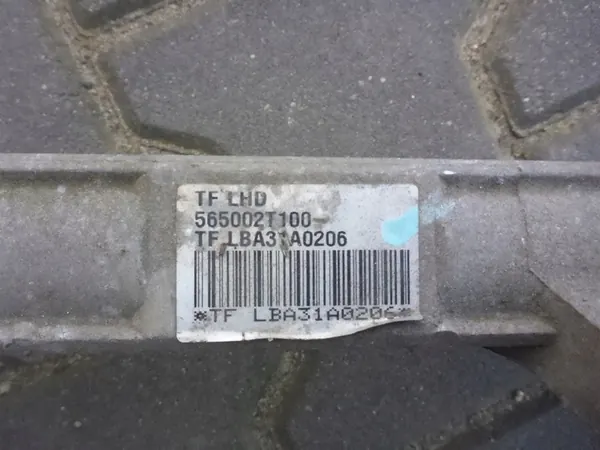 TF LHD
565002T100
TF LBA31A0206
*TF LBA31A0206*